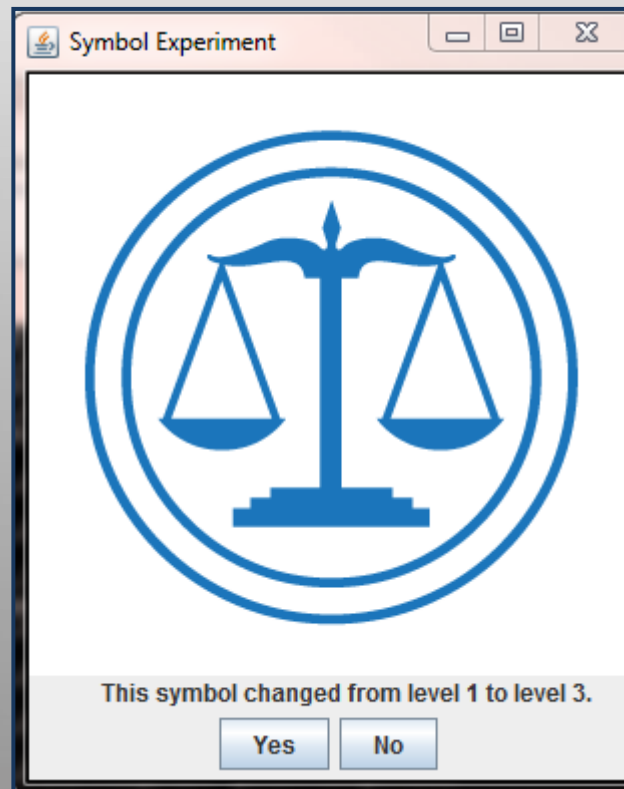 Symbol Experiment
This symbol changed from level 1 to level 3.
Yes No